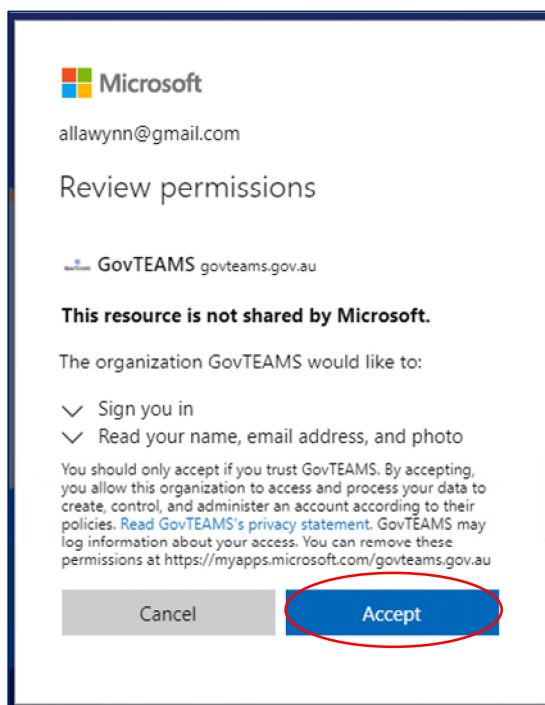 Microsoft
allawynn@gmail.com
Review permissions
GovTEAMS govteams.gov.au
This resource is not shared by Microsoft.
The organization GovTEAMS would like to:
Sign you in
Read your name, email address, and photo
You should only accept if you trust GovTEAMS. By accepting,
you allow this organization to access and process your data to
create, control, and administer an account according to their
policies. Read GovTEAMS's privacy statement. GovTEAMS may
log information about your access. You can remove these
permissions at https://myapps.microsoft.com/govteams.gov.au
Cancel Accept